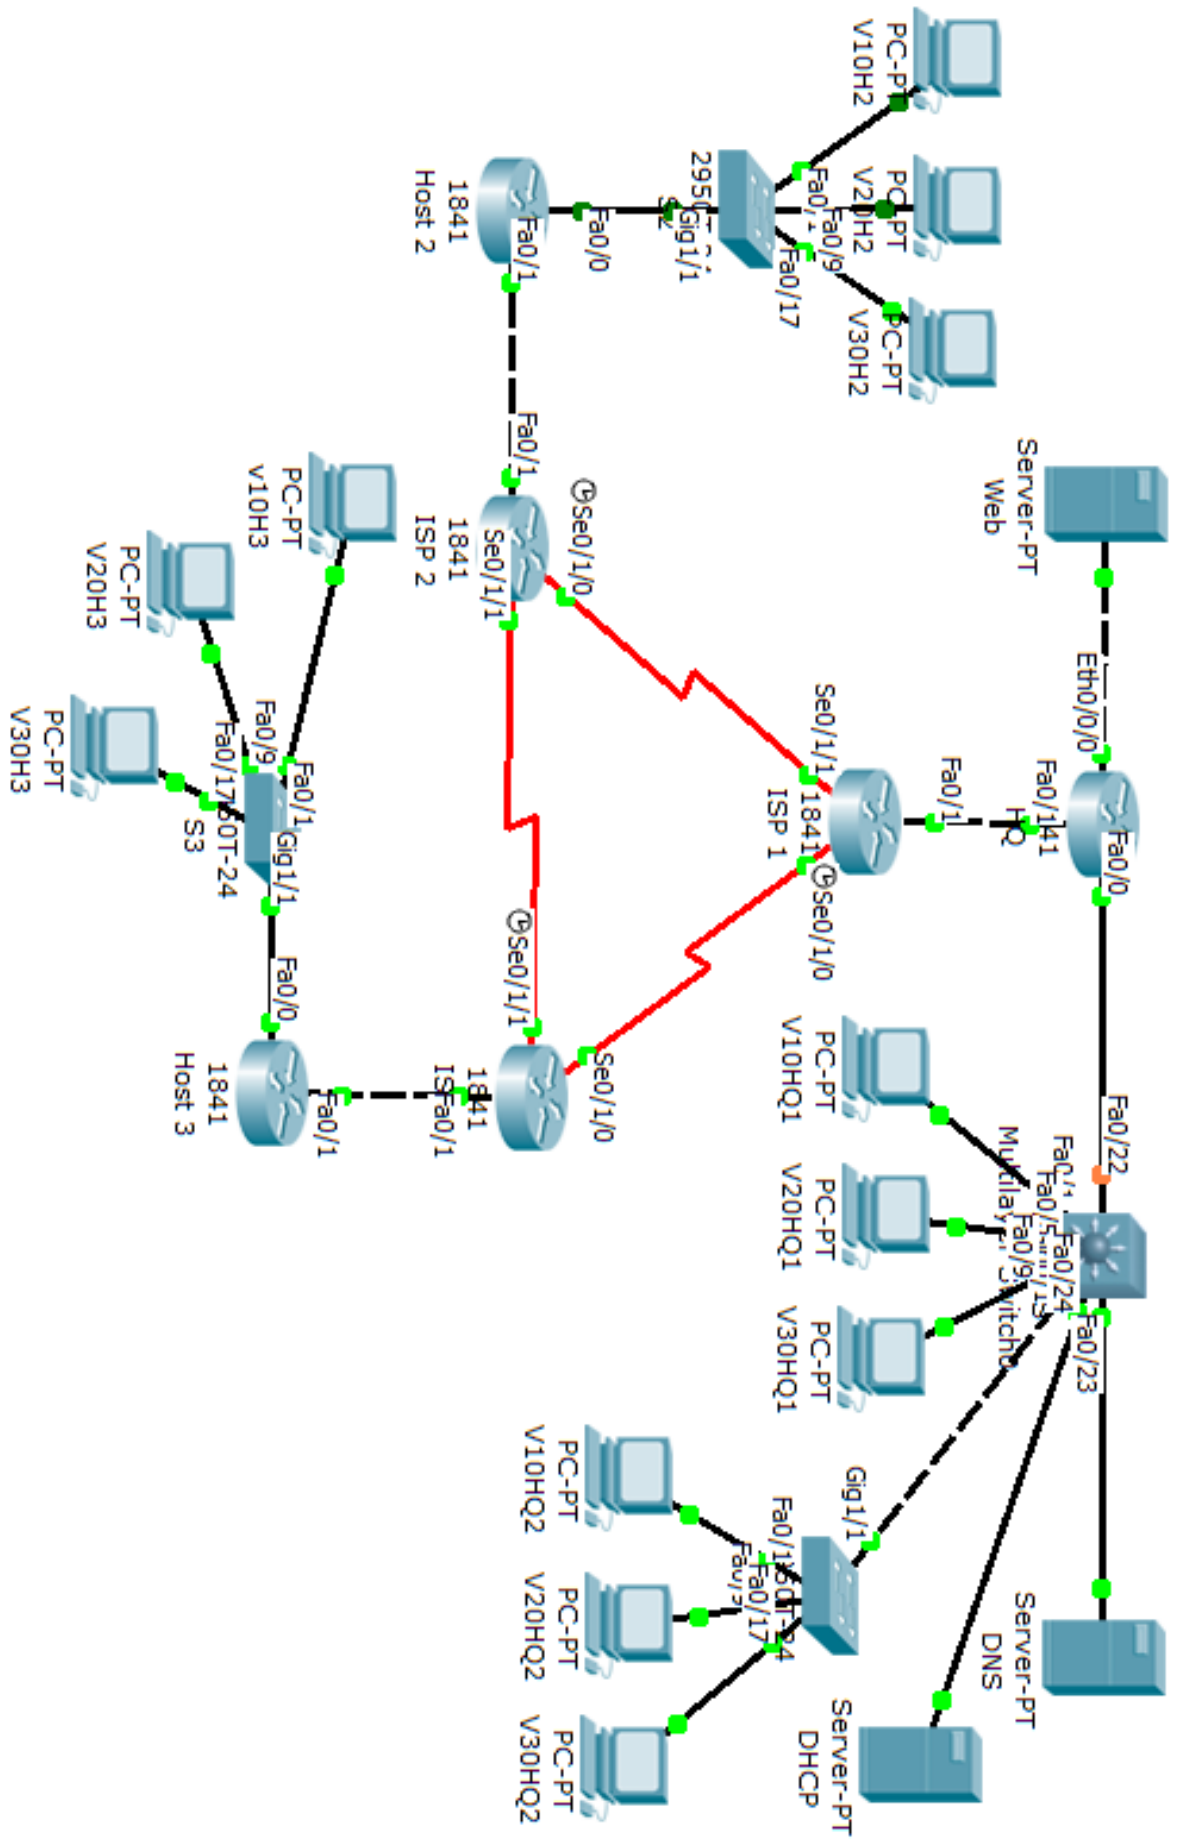 PC-PT
V10H2
PC-PT
V20H2
PC-PT
V30H2
Fa0/9
Fa0/17
Gig1/1
Fa0/0
1841
Host 2
Fa0/1
Fa0/1
1841
ISP 2
Se0/1/0
Se0/1/1
Server-PT
Web
Eth0/0/0
Fa0/0
HQ
Fa0/1
Fa0/1
1841
ISP 1
Se0/1/1
Se0/1/0
PC-PT
v10H3
PC-PT
V20H3
PC-PT
V30H3
Fa0/1
Fa0/9
Fa0/17
S3
Gig1/1
Fa0/0
1841
Host 3
Fa0/1
Fa0/1
1841
Se0/1/1
Se0/1/0
Fa0/22
Fa0/24
Fa0/23
PC-PT
V10HQ1
PC-PT
V20HQ1
PC-PT
V30HQ1
Gig1/1
Fa0/17
PC-PT
V10HQ2
PC-PT
V20HQ2
PC-PT
V30HQ2
Server-PT
DNS
Server-PT
DHCP